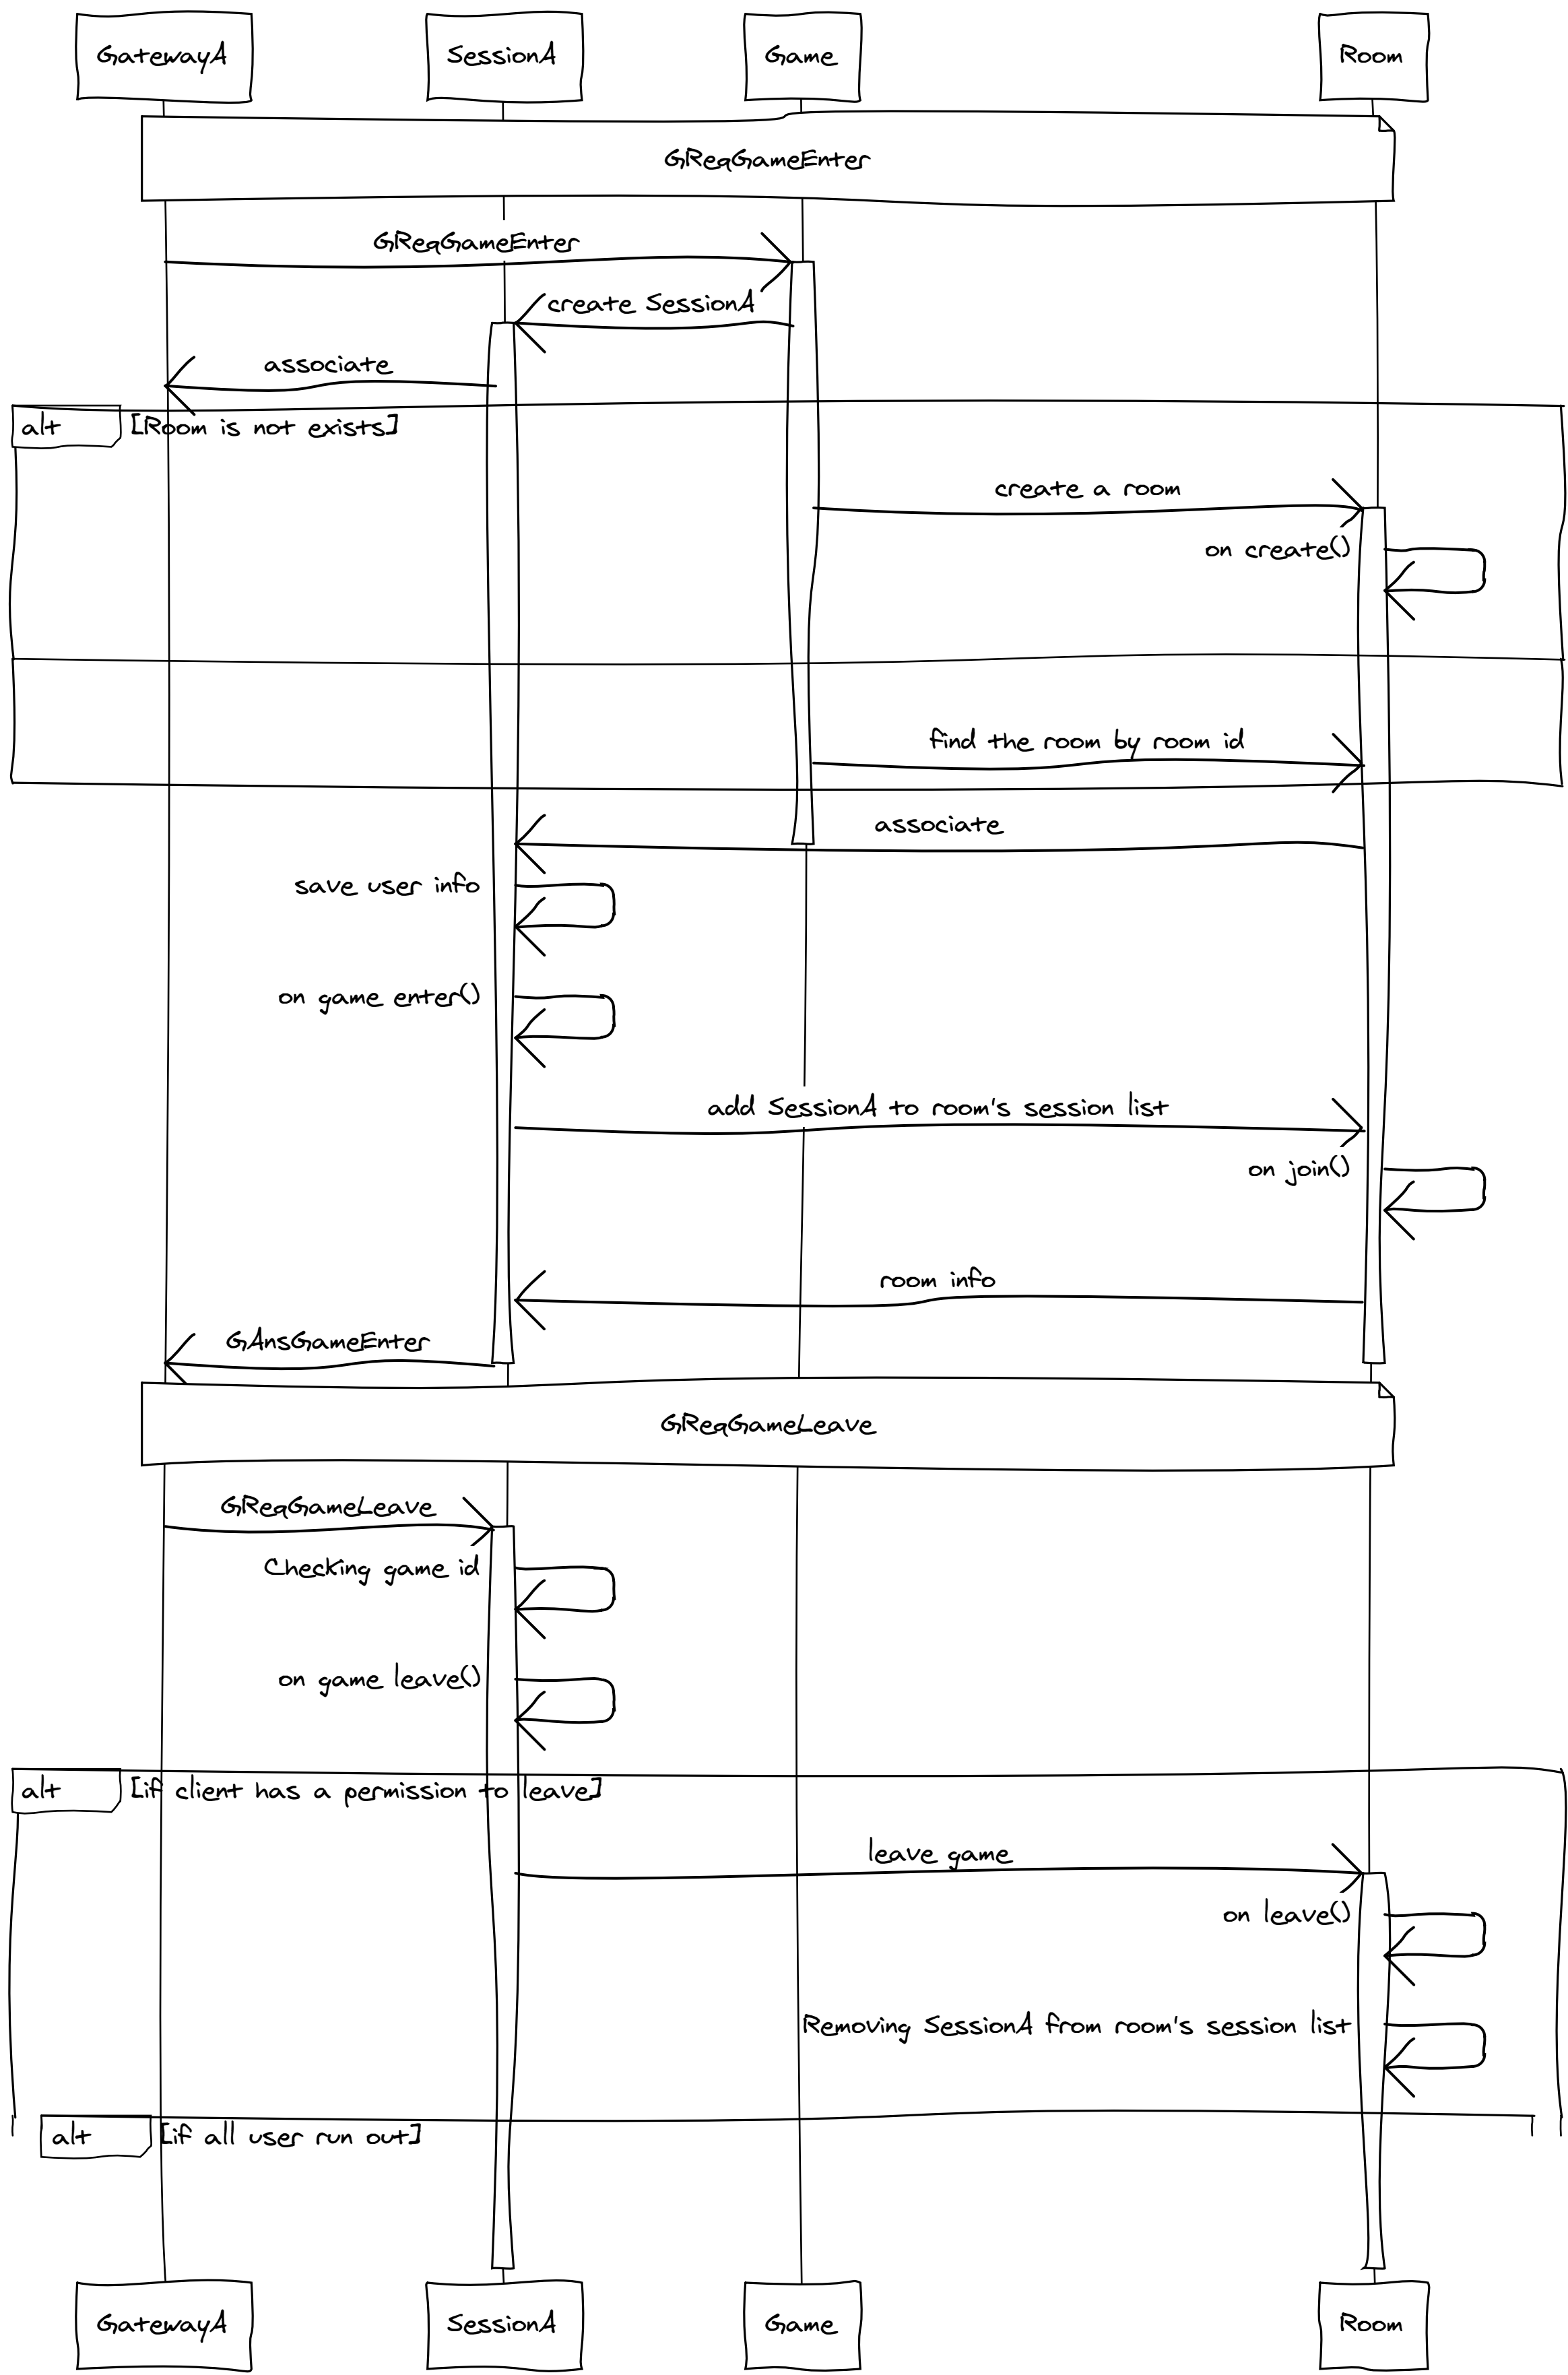 GatewayA
SessionA
Game
Room
GReqGameEnter
GReqGameEnter
create SessionA
associate
alt
[Room is not exists]
create a room
on create()
find the room by room id
associate
save user info
on game enter()
add SessionA to room's session list
on join()
room info
GAnsGameEnter
GReqGameLeave
GReqGameLeave
Checking game id
on game leave()
alt
[if client has a permission to leave]
leave game
on leave()
Removing SessionA from room's session list
alt
[if all user run out]
GatewayA
SessionA
Game
Room